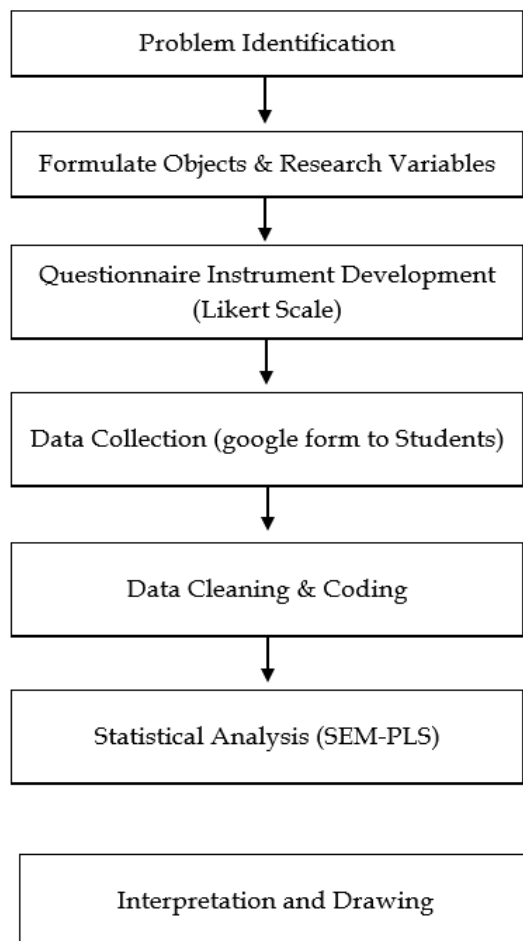 Problem Identification
Formulate Objects & Research Variables
Questionnaire Instrument Development
(Likert Scale)
Data Collection (google form to Students)
Data Cleaning & Coding
Statistical Analysis (SEM-PLS)
Interpretation and Drawing